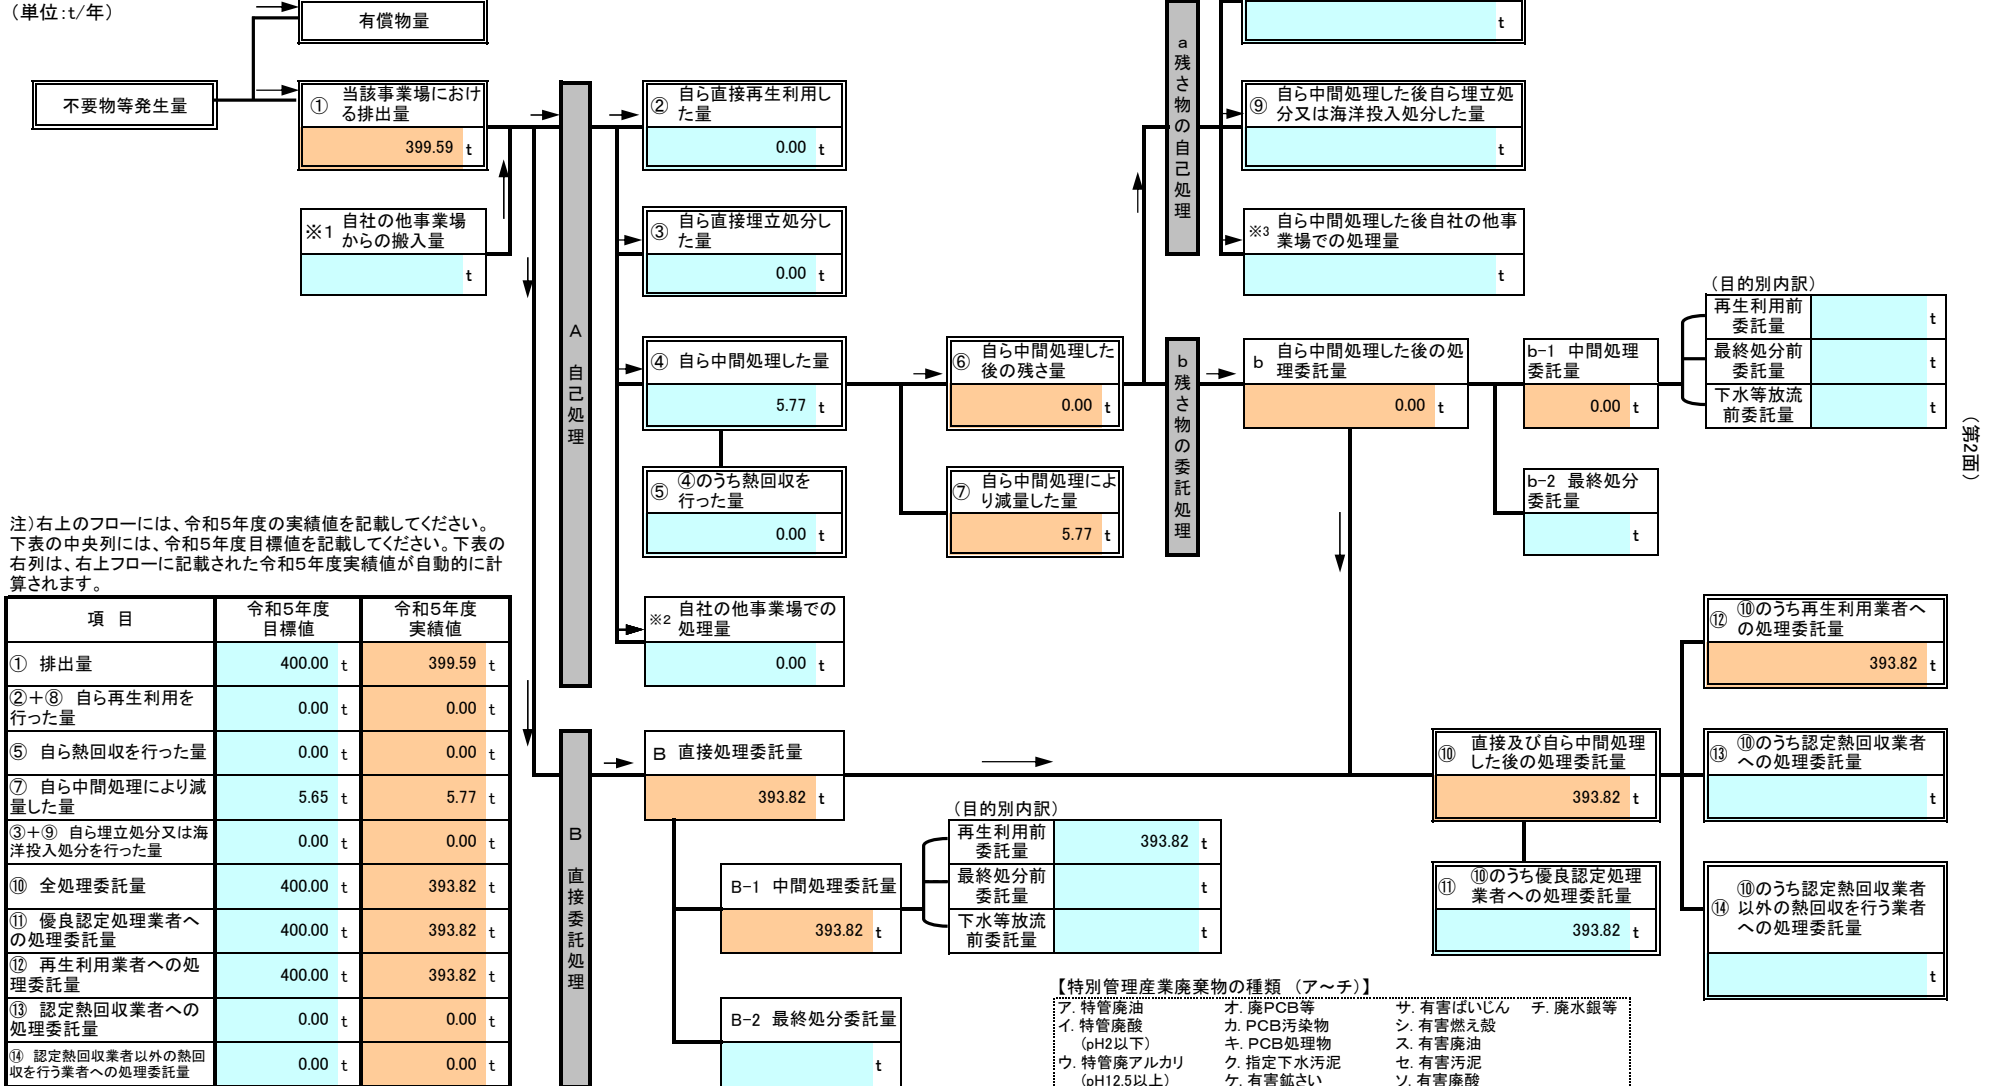 （単位：t/年）
有償物量
不要物等発生量
① 当該事業場におけ
る排出量
399.59 t
※1 自社の他事業場
からの搬入量
t
A 自己処理
② 自ら直接再生利用し
た量
0.00 t
③ 自ら直接埋立処分し
た量
0.00 t
④ 自ら中間処理した量
5.77 t
⑤ ④のうち熱回収を
行った量
0.00 t
※2 自社の他事業場での
処理量
0.00 t
⑥ 自ら中間処理した
後の残さ量
0.00 t
⑦ 自ら中間処理によ
り減量した量
5.77 t
a 残さ物の自己処理
t
⑨ 自ら中間処理した後自ら埋立処
分又は海洋投入処分した量
t
※3 自ら中間処理した後自社の他事
業場での処理量
t
b 残さ物の委託処理
b 自ら中間処理した後の処
理委託量
0.00 t
b-1 中間処理
委託量
0.00 t
b-2 最終処分
委託量
t
（目的別内訳）
再生利用前
委託量
t
最終処分前
委託量
t
下水等放流
前委託量
t
（第2面）
注）右上のフローには、令和5年度の実績値を記載してください。
下表の中央列には、令和5年度目標値を記載してください。下表の
右列は、右上フローに記載された令和5年度実績値が自動的に計
算されます。
項 目 令和5年度
目標値 令和5年度
実績値
① 排出量 400.00 t 399.59 t
②＋⑧ 自ら再生利用を
行った量 0.00 t 0.00 t
⑤ 自ら熱回収を行った量 0.00 t 0.00 t
⑦ 自ら中間処理により減
量した量 5.65 t 5.77 t
③＋⑨ 自ら埋立処分又は海
洋投入処分を行った量 0.00 t 0.00 t
⑩ 全処理委託量 400.00 t 393.82 t
⑪ 優良認定処理業者へ
の処理委託量 400.00 t 393.82 t
⑫ 再生利用業者への処
理委託量 400.00 t 393.82 t
⑬ 認定熱回収業者への
処理委託量 0.00 t 0.00 t
⑭ 認定熱回収業者以外の熱回
収を行う業者への処理委託量 0.00 t 0.00 t
B 直接委託処理
B 直接処理委託量
393.82 t
B-1 中間処理委託量
393.82 t
B-2 最終処分委託量
t
（目的別内訳）
再生利用前
委託量
393.82 t
最終処分前
委託量
t
下水等放流
前委託量
t
⑩ 直接及び自ら中間処理
した後の処理委託量
393.82 t
⑪ ⑩のうち優良認定処理
業者への処理委託量
393.82 t
⑫ ⑩のうち再生利用業者へ
の処理委託量
393.82 t
⑬ ⑩のうち認定熱回収業者
への処理委託量
t
⑭ ⑩のうち認定熱回収業者
以外の熱回収を行う業者
への処理委託量
t
【特別管理産業廃棄物の種類 （ア～チ）】
ア. 特管廃油 オ. 廃PCB等 サ. 有害ばいじん チ. 廃水銀等
イ. 特管廃酸 カ. PCB汚染物 シ. 有害燃え殻
（pH2以下） キ. PCB処理物 ス. 有害廃油
ウ. 特管廃アルカリ ク. 指定下水汚泥 セ. 有害汚泥
（pH12.5以上） ケ. 有害鉱さい ソ. 有害廃酸